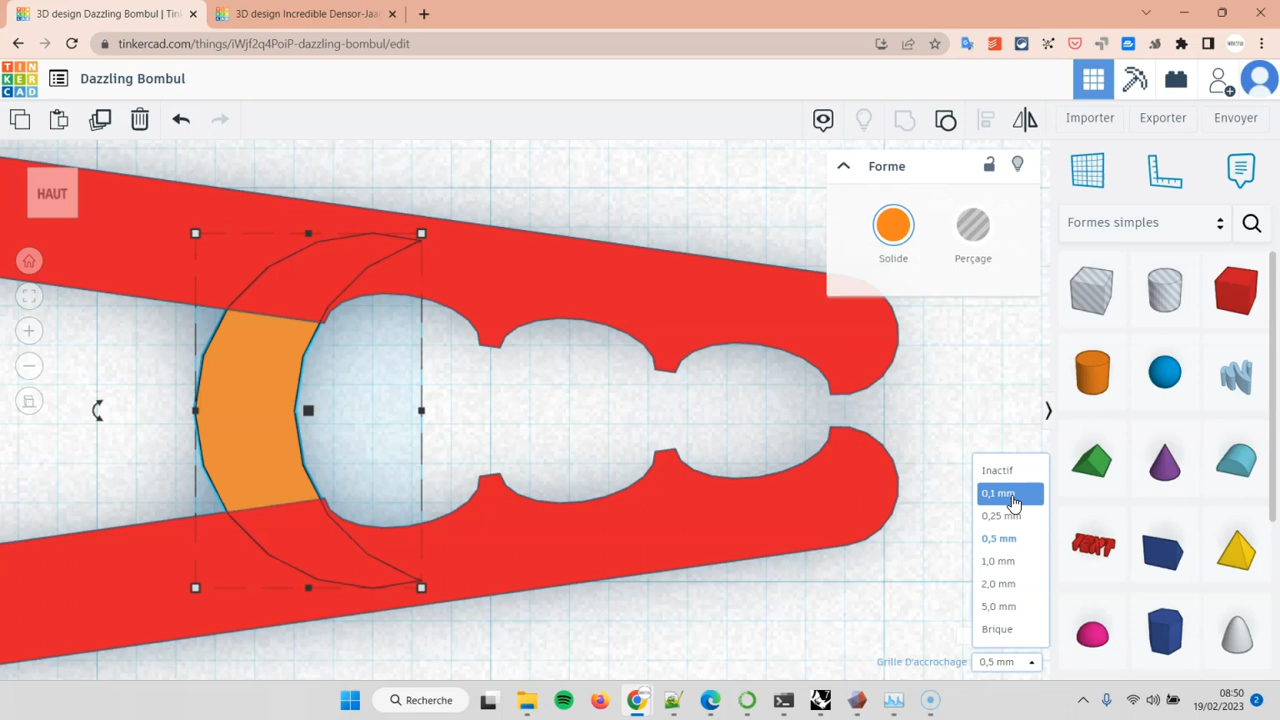 3D design Dazzling Bombul | Tin
3D design Incredible Densor-Jaa
tinkercad.com/things/iWjf2q4PoiP-dazzling-bombul/edit
TIN
KER
CAD
Dazzling Bombul
Importer
Exporter
Envoyer
HAUT
Forme
Solide
Perçage
Formes simples
TEXT
Inactif
0,1 mm
0,25 mm
0,5 mm
1,0 mm
2,0 mm
5,0 mm
Brique
Grille D'accrochage
0,5 mm
Recherche
08:50
19/02/2023
2